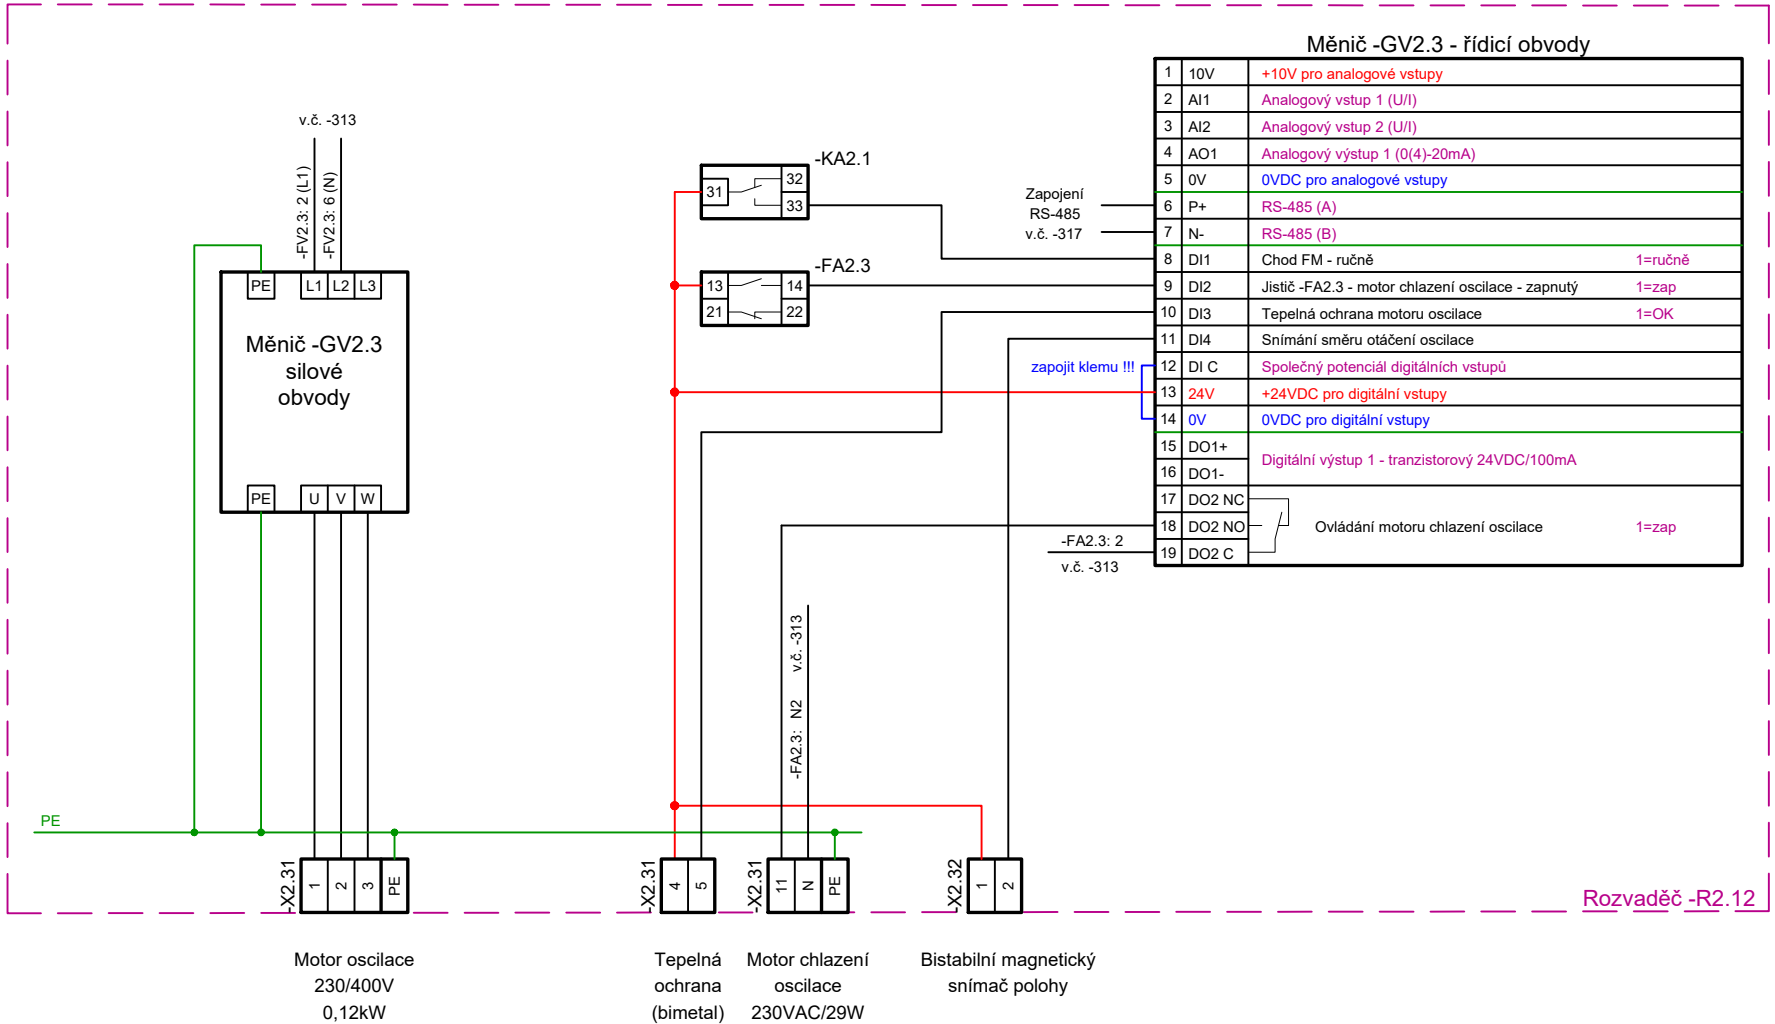 Měnič -GV2.3 - řídicí obvody
1 10V +10V pro analogové vstupy
2 AI1 Analogový vstup 1 (U/I)
3 AI2 Analogový vstup 2 (U/I)
4 AO1 Analogový výstup 1 (0(4)-20mA)
5 0V 0VDC pro analogové vstupy
6 P+ RS-485 (A)
7 N- RS-485 (B)
8 DI1 Chod FM - ručně 1=ručně
9 DI2 Jistič -FA2.3 - motor chlazení oscilace - zapnutý 1=zap
10 DI3 Tepelná ochrana motoru oscilace 1=OK
11 DI4 Snímání směru otáčení oscilace
12 DI C Společný potenciál digitálních vstupů
13 24V +24VDC pro digitální vstupy
14 0V 0VDC pro digitální vstupy
15 DO1+
Digitální výstup 1 - tranzistorový 24VDC/100mA
16 DO1-
17 DO2 NC
18 DO2 NO Ovládání motoru chlazení oscilace 1=zap
19 DO2 C
v.č. -313
-FV2.3: 2 (L1)
-FV2.3: 6 (N)
PE L1 L2 L3
Měnič -GV2.3
silové
obvody
PE U V W
-KA2.1
31 32
33
-FA2.3
13 14
21 22
Zapojení
RS-485
v.č. -317
zapojit klemu !!!
-FA2.3: 2
v.č. -313
-FA2.3: N2 v.č. -313
PE
-X2.31
1 2 3 PE
-X2.31
4 5
-X2.31
11 N PE
-X2.32
1 2
Rozvaděč -R2.12
Motor oscilace
230/400V
0,12kW
Tepelná
ochrana
(bimetal)
Motor chlazení
oscilace
230VAC/29W
Bistabilní magnetický
snímač polohy